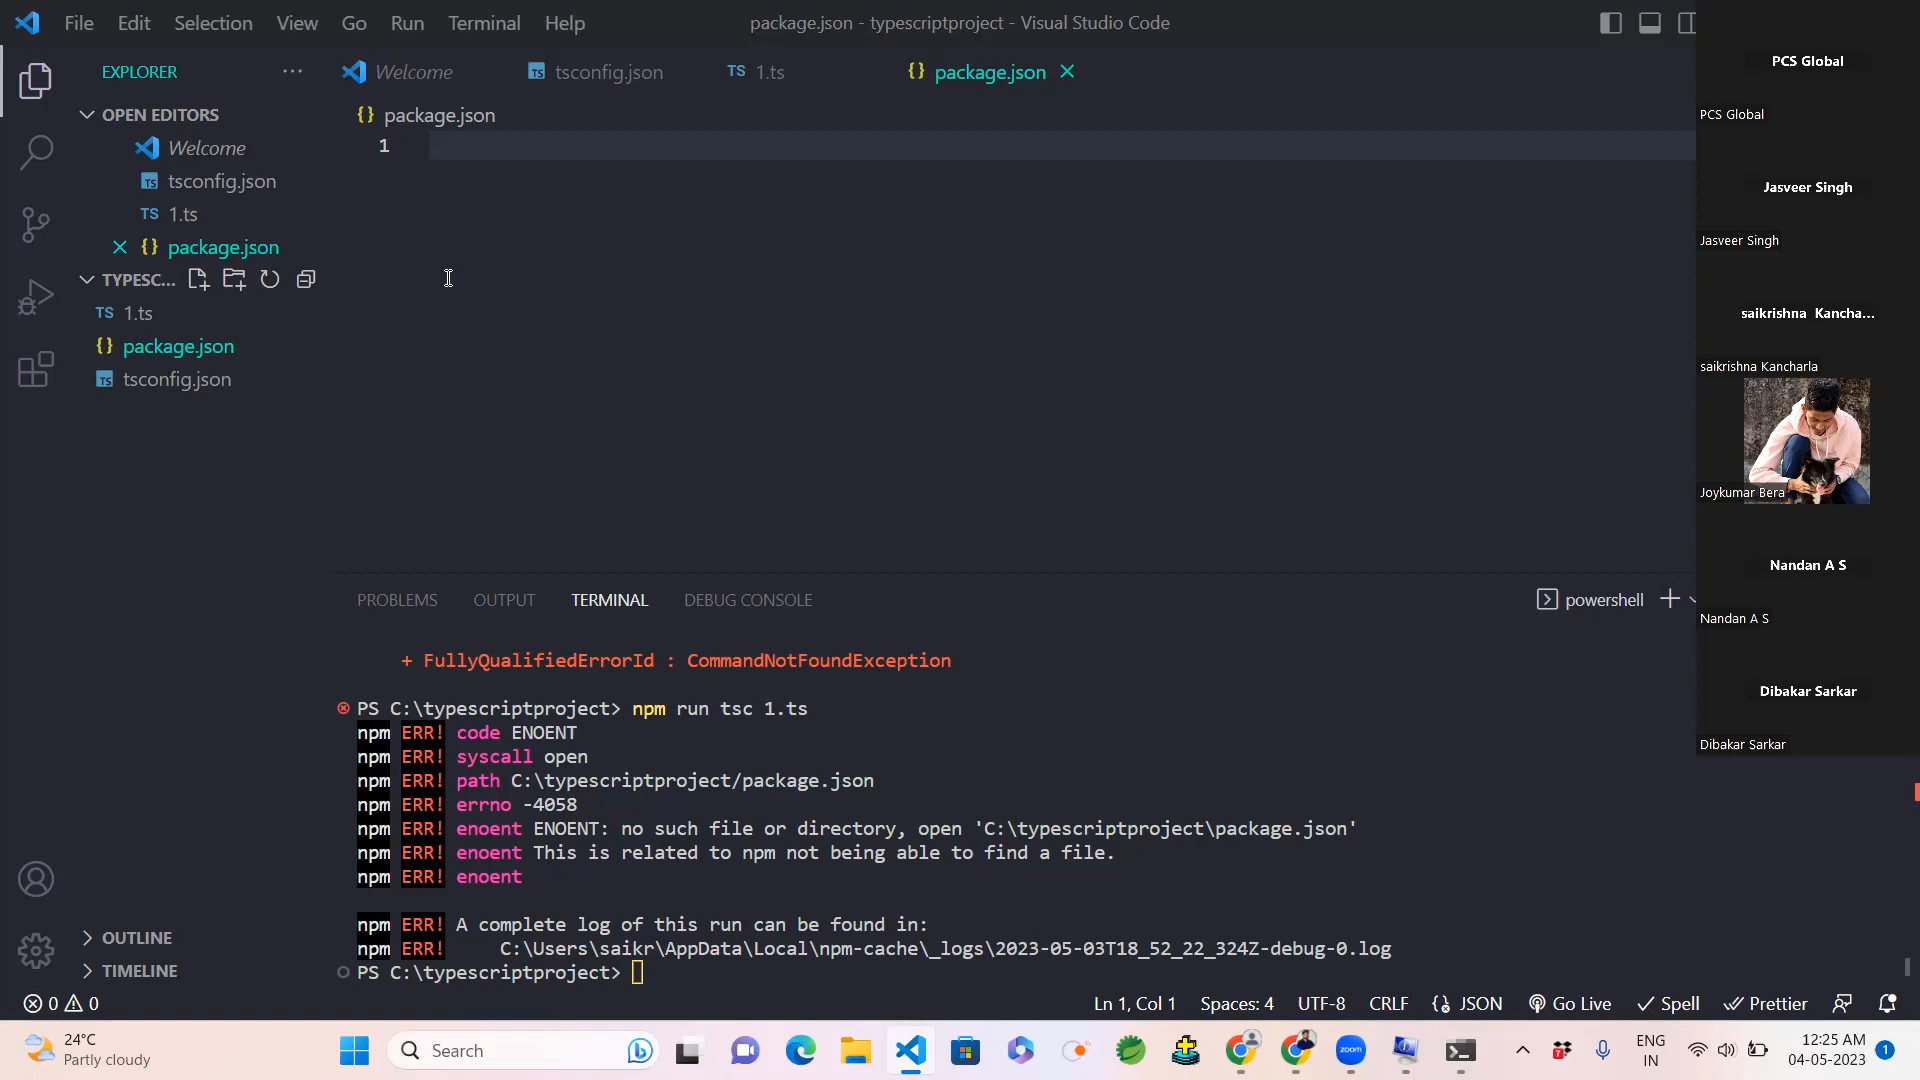 File Edit Selection View Go Run Terminal Help
package.json - typescriptproject - Visual Studio Code
EXPLORER
OPEN EDITORS
Welcome
tsconfig.json
1.ts
package.json
TYPESC...
1.ts
package.json
tsconfig.json
OUTLINE
TIMELINE
Welcome
tsconfig.json
1.ts
package.json
package.json
1
PROBLEMS OUTPUT TERMINAL DEBUG CONSOLE
powershell
+ FullyQualifiedErrorId : CommandNotFoundException
PS C:\typescriptproject> npm run tsc 1.ts
npm ERR! code ENOENT
npm ERR! syscall open
npm ERR! path C:\typescriptproject/package.json
npm ERR! errno -4058
npm ERR! enoent ENOENT: no such file or directory, open 'C:\typescriptproject\package.json'
npm ERR! enoent This is related to npm not being able to find a file.
npm ERR! enoent
npm ERR! A complete log of this run can be found in:
npm ERR!     C:\Users\saikr\AppData\Local\npm-cache\_logs\2023-05-03T18_52_22_324Z-debug-0.log
PS C:\typescriptproject>
PCS Global
PCS Global
Jasveer Singh
Jasveer Singh
saikrishna Kancha...
saikrishna Kancharla
Joykumar Bera
Nandan A S
Nandan A S
Dibakar Sarkar
Dibakar Sarkar
0 0
Ln 1, Col 1 Spaces: 4 UTF-8 CRLF {} JSON Go Live Spell Prettier
24°C
Partly cloudy
Search
zoom
7
ENG
IN
12:25 AM
04-05-2023
1